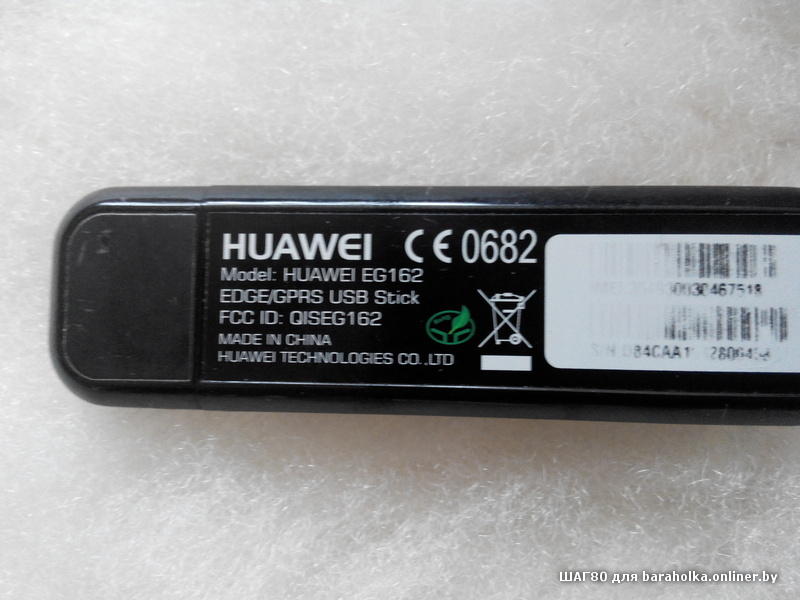 HUAWEI CE 0682
Model: HUAWEI EG162
EDGE/GPRS USB Stick
FCC ID: QISEG162
MADE IN CHINA
HUAWEI TECHNOLOGIES CO.,LTD
ШАГ80 для baraholka.onliner.by